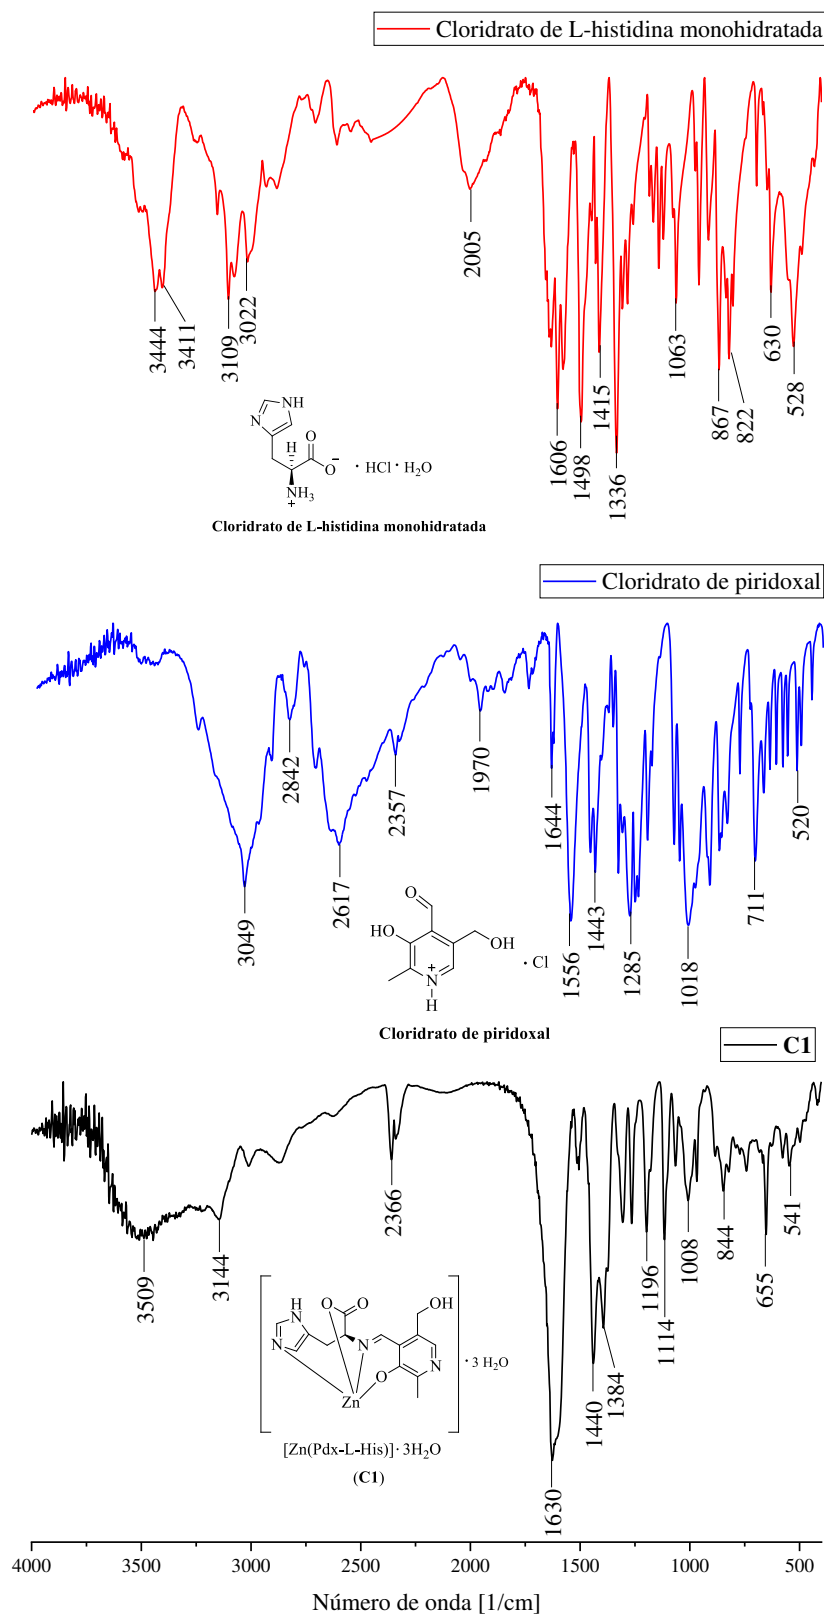 Cloridrato de L-histidina monohidratada
3444
3411
3109
3022
2005
1606
1498
1415
1336
1063
867
822
630
528
NH
N
H
O
O
−
NH3
+
· HCl · H2O
Cloridrato de L-histidina monohidratada
Cloridrato de piridoxal
3049
2842
2617
2357
1970
1644
1556
1443
1285
1018
711
520
O
HO
OH
N
+
H
· Cl
Cloridrato de piridoxal
C1
3509
3144
2366
1630
1440
1384
1196
1114
1008
844
655
541
H
N
N
O
O
H
N
OH
N
O
Zn
· 3 H2O
[Zn(Pdx-L-His)] · 3H2O
(C1)
4000 3500 3000 2500 2000 1500 1000 500
Número de onda [1/cm]